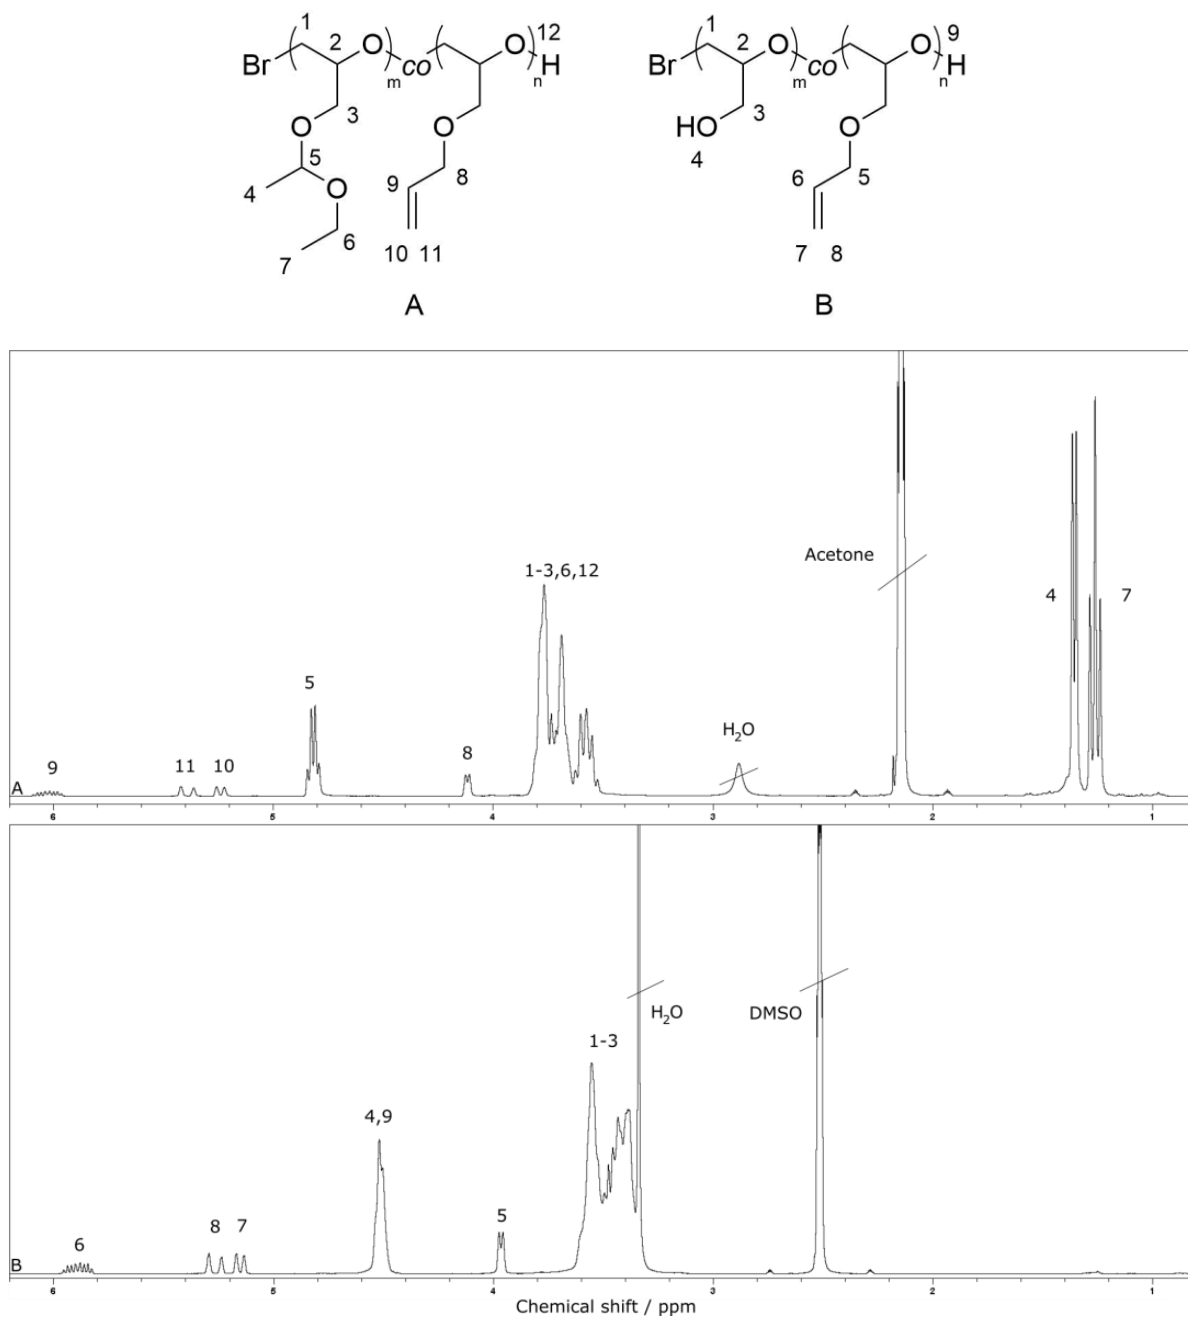 1
2
3
Br
O
m
co
O
12
H
n
O
5
4
O
6
7
O
9
8
10 11
A
1
2
3
Br
O
m
co
O
9
H
n
HO
4
O
6
5
7 8
B
1-3,6,12
Acetone
4
7
5
H2O
8
9
11
10
A
6 5 4 3 2 1
H2O
DMSO
1-3
4,9
5
8
7
6
B
6 5 4 3 2 1
Chemical shift / ppm